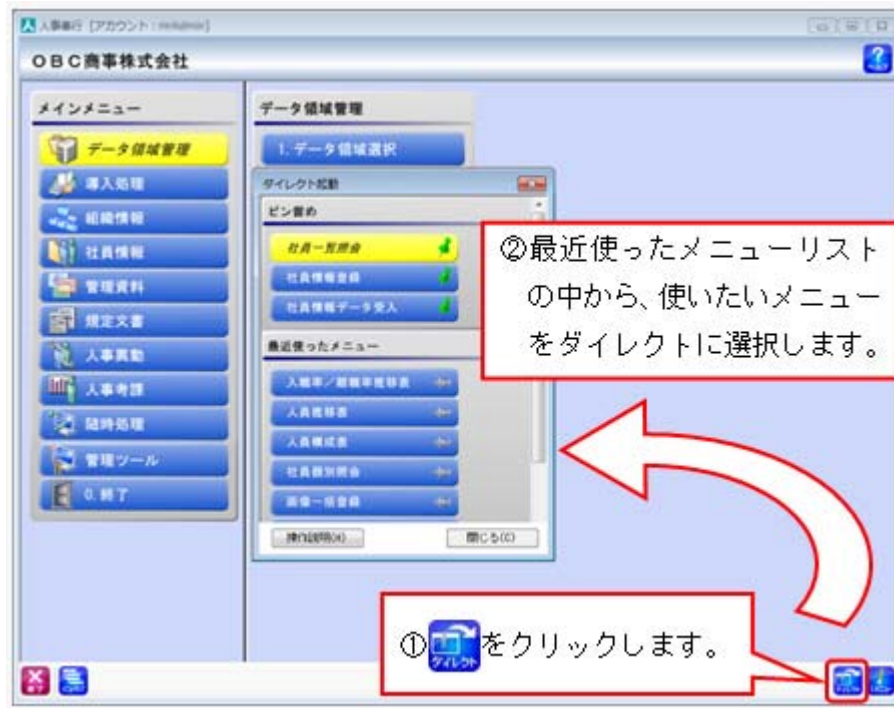 人事奉行 [アカウント:
OBC商事株式会社
メインメニュー
データ領域管理
導入処理
組織情報
社員情報
管理資料
規定文書
人事異動
人事考課
随時処理
管理ツール
0. 終了
データ領域管理
1. データ領域選択
ダイレクト起動
ピン留め
社員一覧照会
社員情報登録
社員情報データ受入
最近使ったメニュー
入職率/離職率推移表
人員推移表
人員構成表
社員個別照会
画像一括登録
操作説明(H)
閉じる(C)
②最近使ったメニューリスト
の中から、使いたいメニュー
をダイレクトに選択します。
①
ダイレクト
をクリックします。